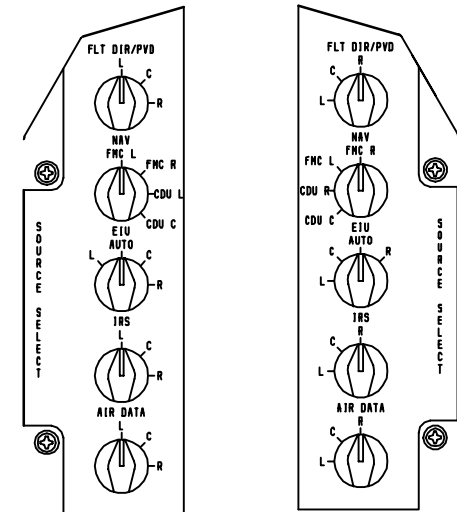 FLT DIR/PVD
L
C
R
NAV
FMC L
FMC R
CDU L
CDU C
EIU
AUTO
L
C
R
IRS
L
C
R
AIR DATA
L
C
R
SOURCE SELECT
FLT DIR/PVD
R
C
L
NAV
FMC R
FMC L
CDU R
CDU C
EIU
AUTO
C
R
L
IRS
R
C
L
AIR DATA
R
C
L
SOURCE SELECT